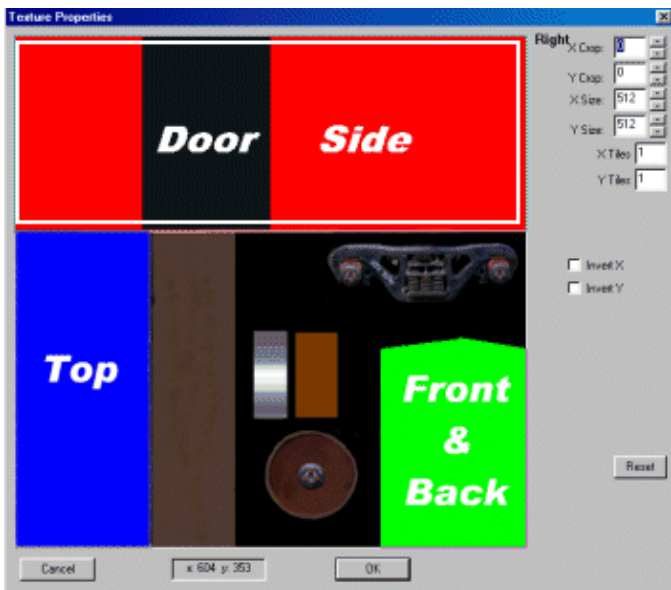 Texture Properties
Right
X Crop: 0
Y Crop: 0
X Size: 512
Y Size: 512
X Tiles 1
Y Tiles 1
Door Side
Invert X
Invert Y
Top
Front
&
Back
Reset
Cancel
x: 604 y: 353
OK